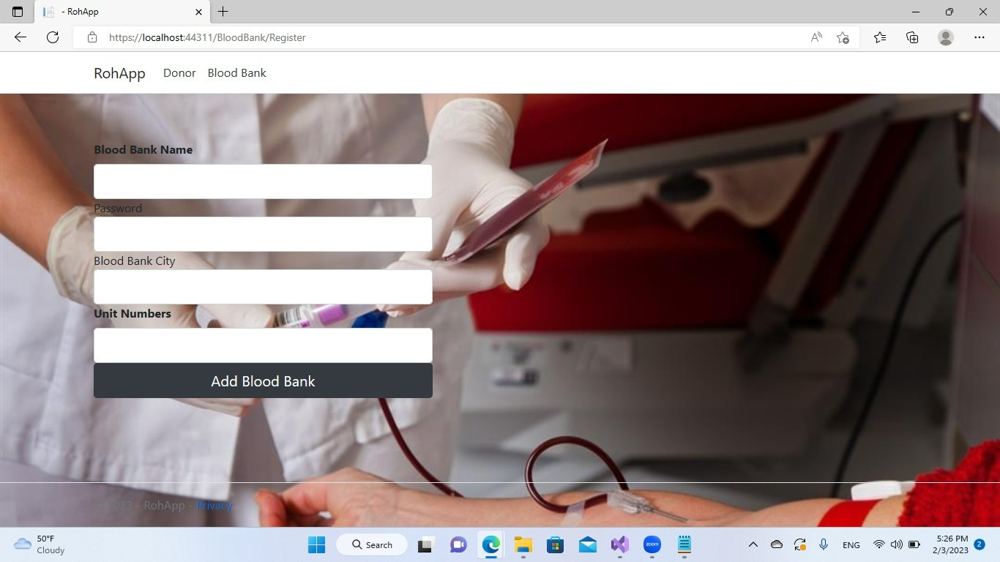 - RohApp
https://localhost:44311/BloodBank/Register
RohApp Donor Blood Bank
Blood Bank Name
Password
Blood Bank City
Unit Numbers
Add Blood Bank
© 2023 - RohApp - Privacy
50°F
Cloudy
Search
zoom
ENG
5:26 PM
2/3/2023
2